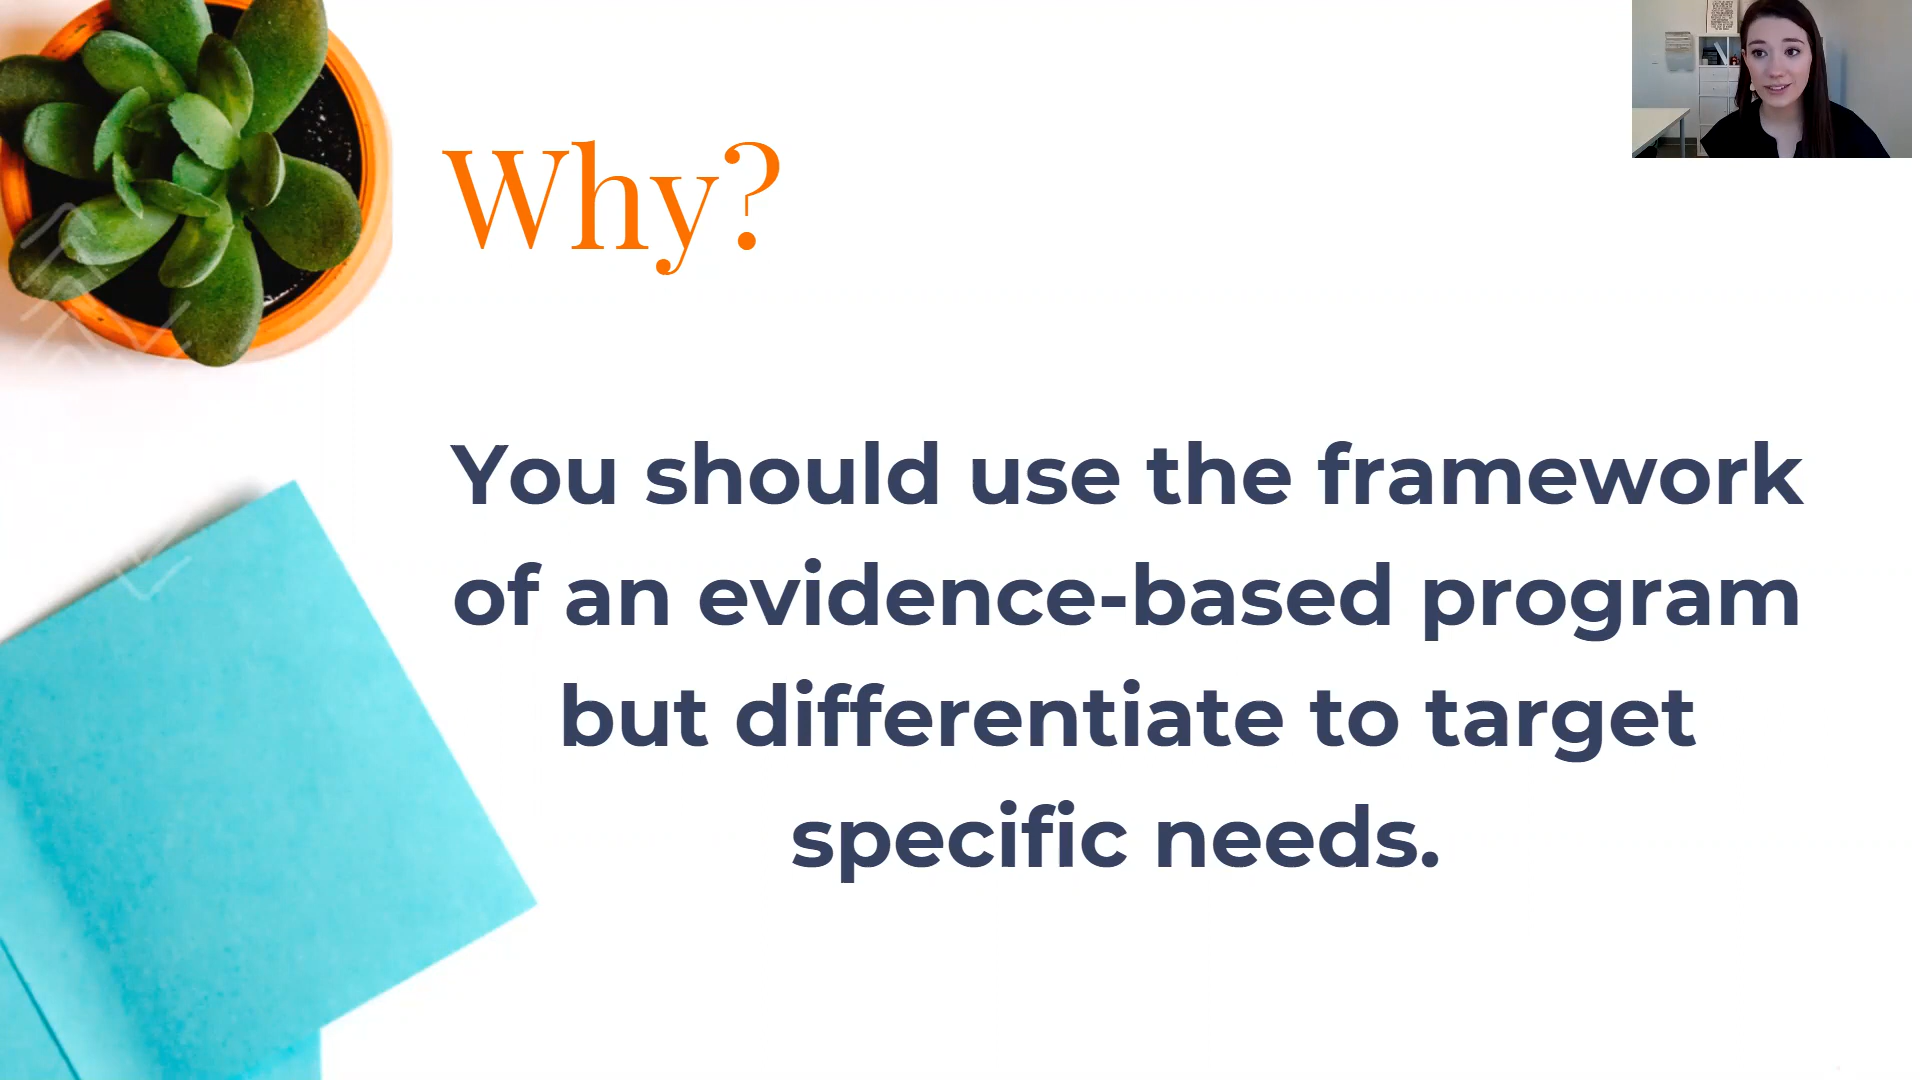 Why?
You should use the framework
of an evidence-based program
but differentiate to target
specific needs.